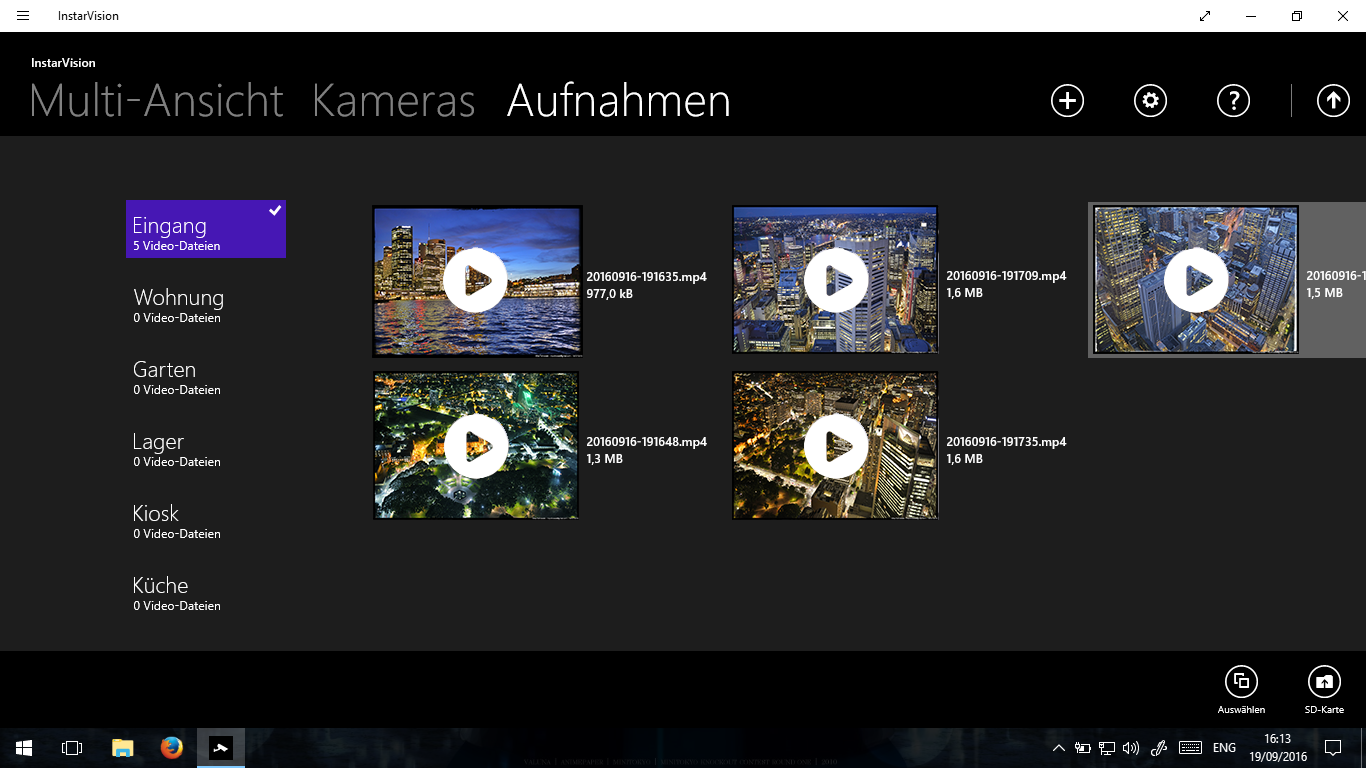 InstarVision
InstarVision
Multi-Ansicht Kameras Aufnahmen
Eingang
5 Video-Dateien
Wohnung
0 Video-Dateien
Garten
0 Video-Dateien
Lager
0 Video-Dateien
Kiosk
0 Video-Dateien
Küche
0 Video-Dateien
20160916-191635.mp4
977,0 kB
20160916-191709.mp4
1,6 MB
20160916-1
1,5 MB
20160916-191648.mp4
1,3 MB
20160916-191735.mp4
1,6 MB
Auswählen
SD-Karte
ENG
16:13
19/09/2016